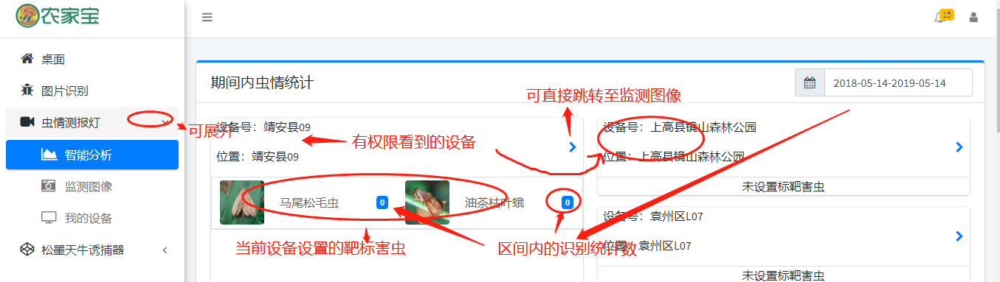 农家宝
15
桌面
图片识别
虫情测报灯
可展开
智能分析
监测图像
我的设备
松墨天牛诱捕器
期间内虫情统计
2018-05-14-2019-05-14
可直接跳转至监测图像
设备号：靖安县09
有权限看到的设备
位置：靖安县09
马尾松毛虫
0
油茶枯叶蛾
0
当前设备设置的靶标害虫
区间内的识别统计数
设备号：上高县镜山森林公园
位置：上高县镜山森林公园
未设置标靶害虫
设备号：袁州区L07
位置：袁州区L07
未设置标靶害虫